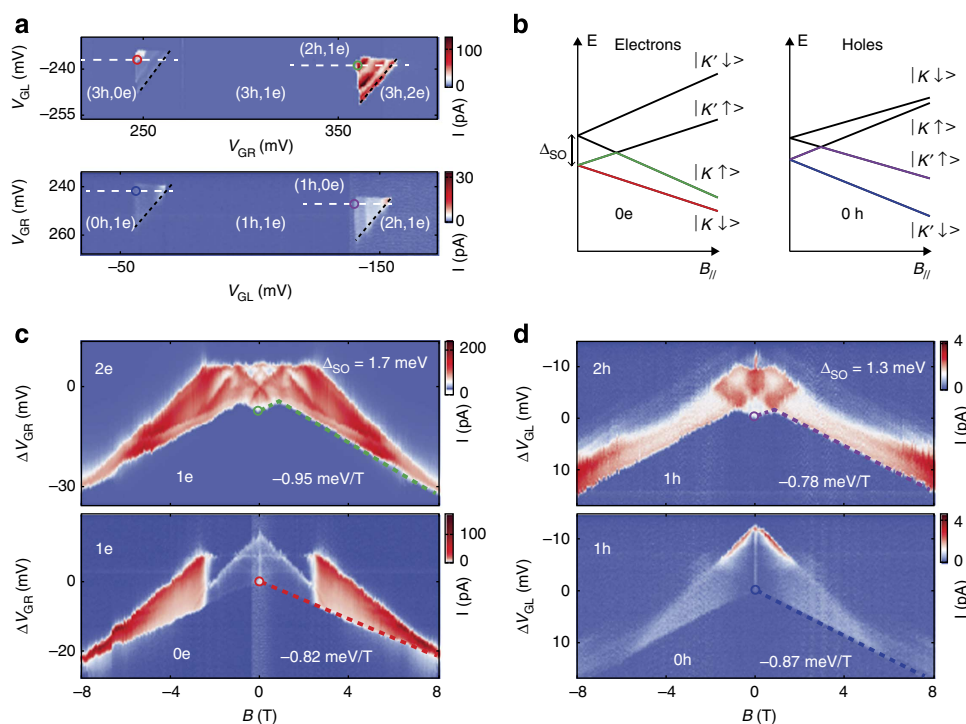 a
V_GL (mV)
−240
−255
(2h,1e)
(3h,0e)
(3h,1e)
(3h,2e)
250
350
V_GR (mV)
100
0
I (pA)
V_GR (mV)
240
260
(1h,0e)
(0h,1e)
(1h,1e)
(2h,1e)
−50
−150
V_GL (mV)
30
0
I (pA)
b
E
Electrons
|K′ ↓>
|K′ ↑>
Δ_SO
|K ↑>
|K ↓>
0e
B_//
E
Holes
|K ↓>
|K ↑>
|K′ ↑>
|K′ ↓>
0 h
B_//
c
2e
Δ_SO = 1.7 meV
200
0
I (pA)
ΔV_GR (mV)
0
−30
1e
−0.95 meV/T
1e
100
0
I (pA)
ΔV_GR (mV)
0
−20
0e
−0.82 meV/T
−8
−4
0
4
8
B (T)
d
2h
Δ_SO = 1.3 meV
4
2
0
I (pA)
ΔV_GL (mV)
−10
0
10
1h
−0.78 meV/T
1h
4
2
0
I (pA)
ΔV_GL (mV)
−10
0
10
0h
−0.87 meV/T
−8
−4
0
4
8
B (T)